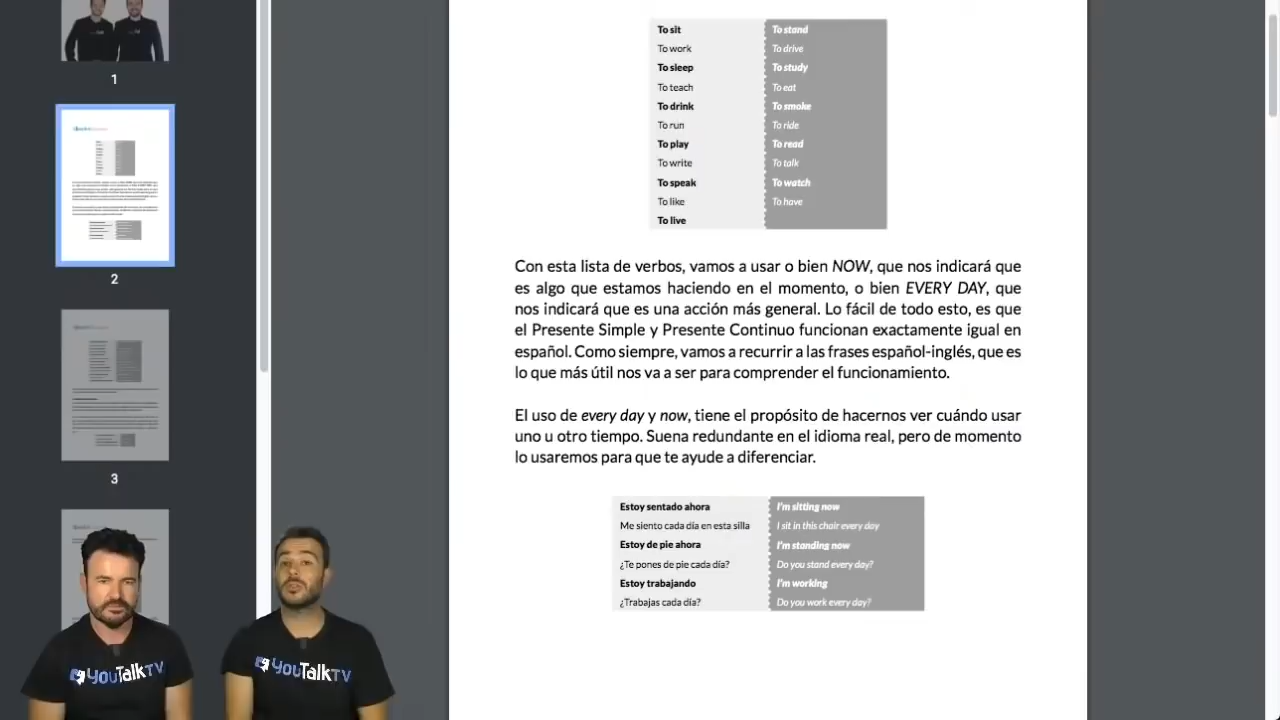 To sit To stand
To work To drive
To sleep To study
To teach To eat
To drink To smoke
To run To ride
To play To read
To write To talk
To speak To watch
To like To have
To live
Con esta lista de verbos, vamos a usar o bien NOW, que nos indicará que
es algo que estamos haciendo en el momento, o bien EVERY DAY, que
nos indicará que es una acción más general. Lo fácil de todo esto, es que
el Presente Simple y Presente Continuo funcionan exactamente igual en
español. Como siempre, vamos a recurrir a las frases español-inglés, que es
lo que más útil nos va a ser para comprender el funcionamiento.
El uso de every day y now, tiene el propósito de hacernos ver cuándo usar
uno u otro tiempo. Suena redundante en el idioma real, pero de momento
lo usaremos para que te ayude a diferenciar.
Estoy sentado ahora I'm sitting now
Me siento cada día en esta silla I sit in this chair every day
Estoy de pie ahora I'm standing now
¿Te pones de pie cada día? Do you stand every day?
Estoy trabajando I'm working
¿Trabajas cada día? Do you work every day?
1
2
3
YouTalkTV
YouTalkTV